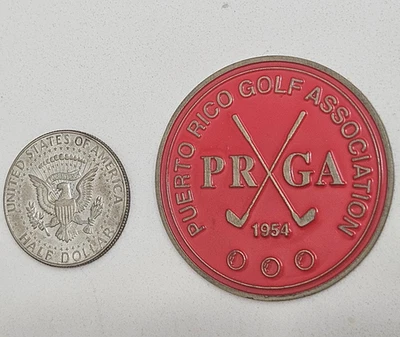 UNITED STATES OF AMERICA
HALF DOLLAR
PUERTO RICO GOLF ASSOCIATION
PR GA
1954